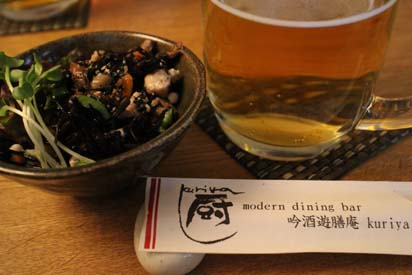 kuriya
厨
modern dining bar
吟酒遊膳庵 kuriya